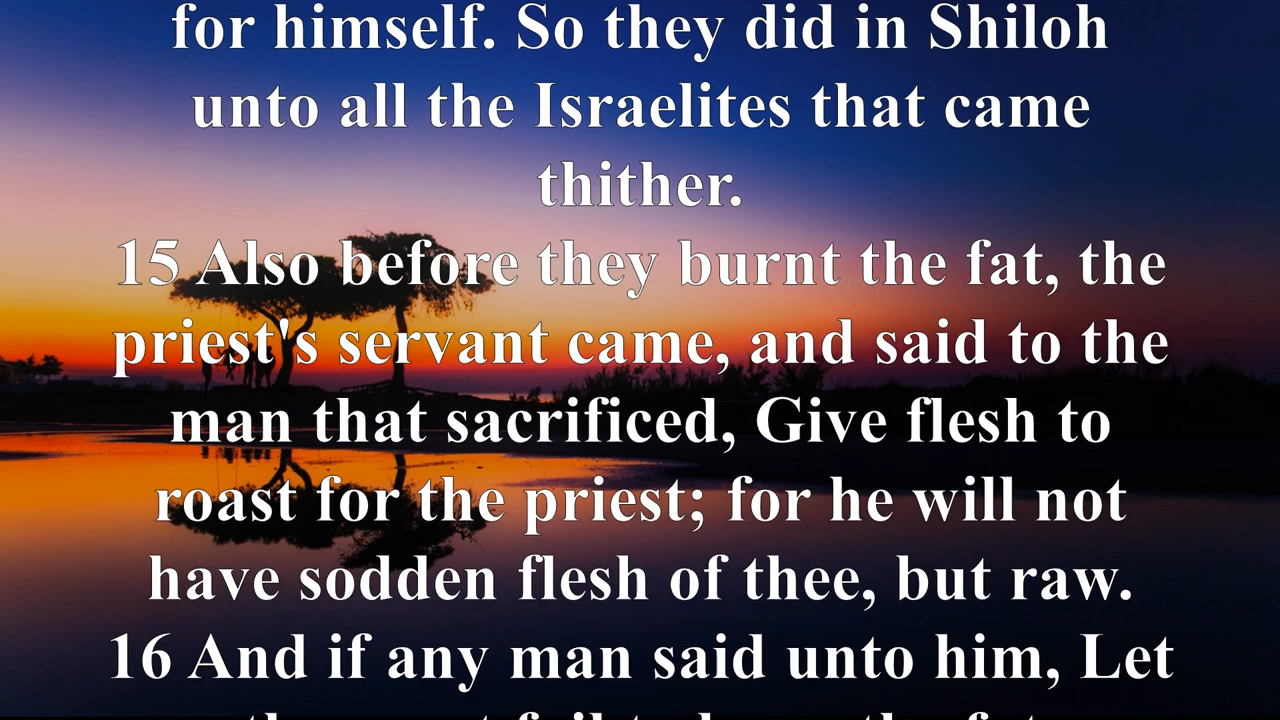 for himself. So they did in Shiloh
unto all the Israelites that came
thither.
15 Also before they burnt the fat, the
priest's servant came, and said to the
man that sacrificed, Give flesh to
roast for the priest; for he will not
have sodden flesh of thee, but raw.
16 And if any man said unto him, Let